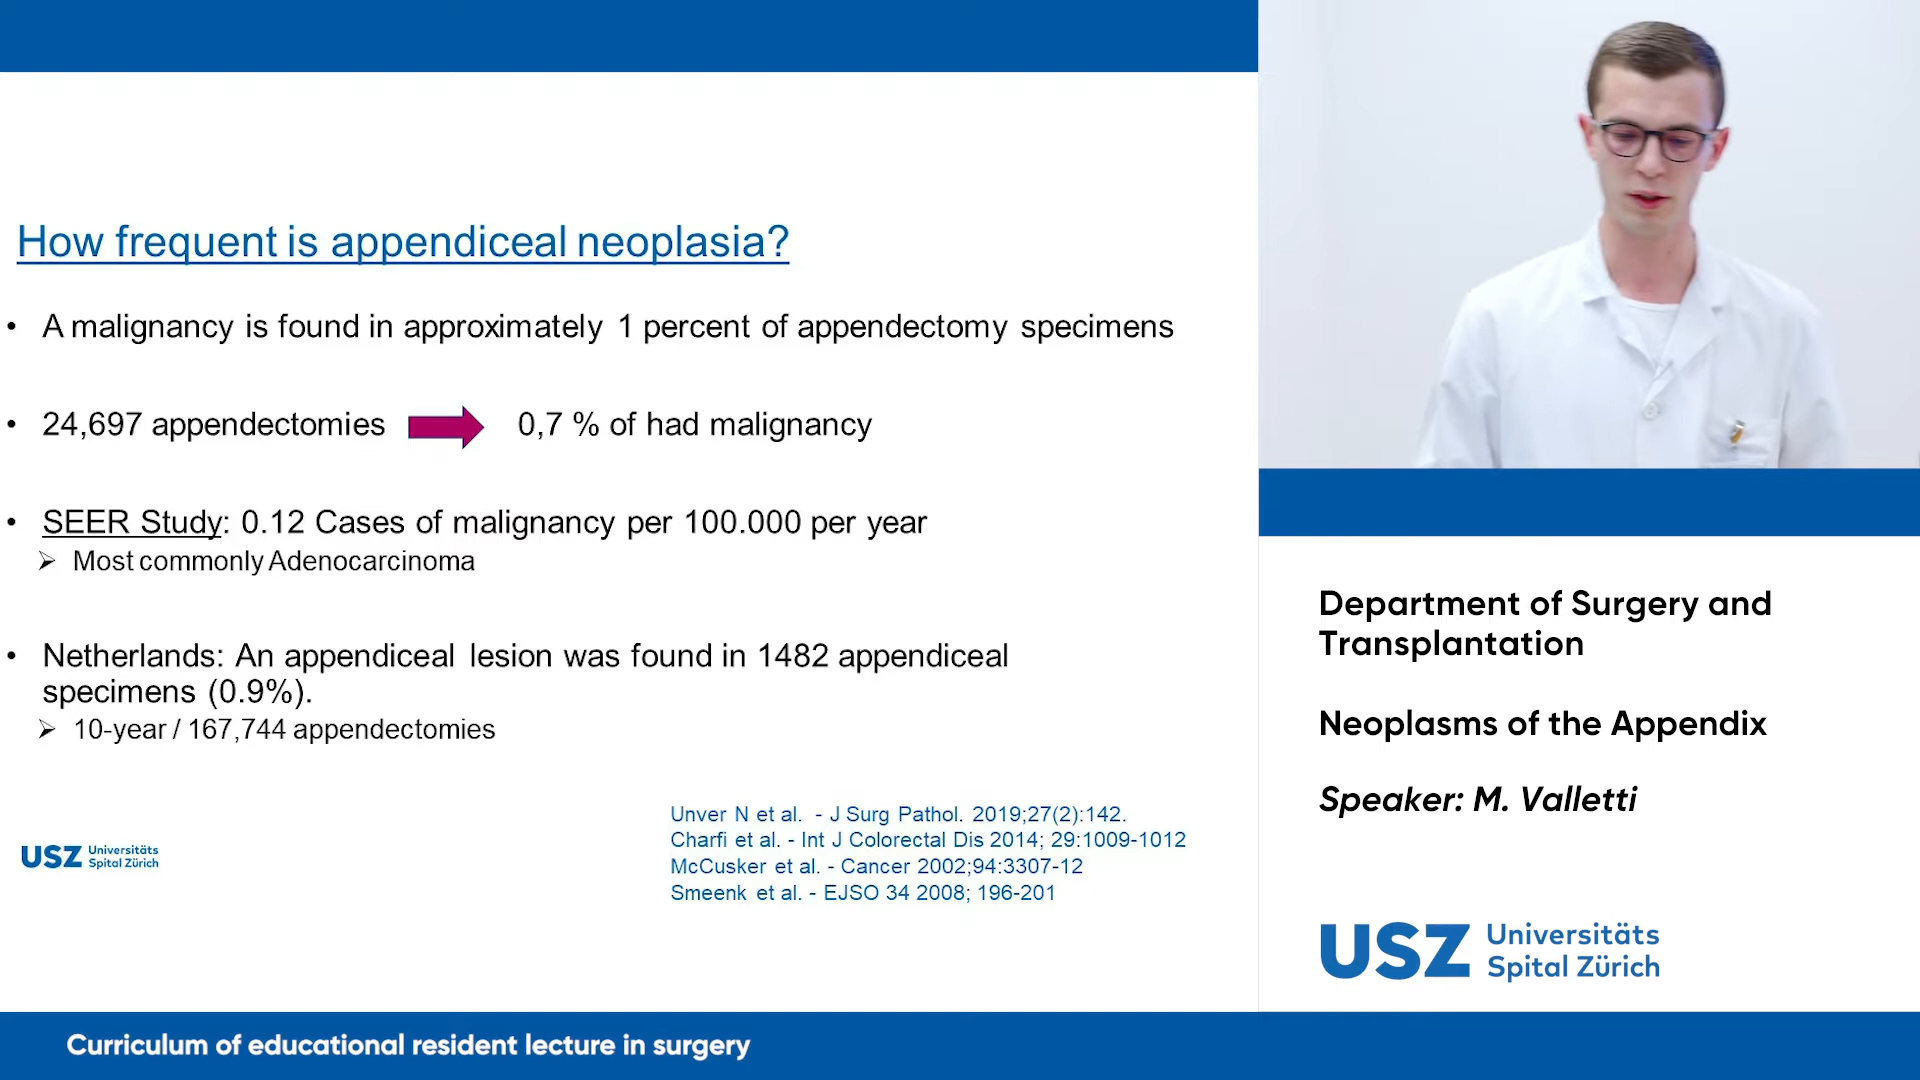 How frequent is appendiceal neoplasia?
• A malignancy is found in approximately 1 percent of appendectomy specimens
• 24,697 appendectomies 0,7 % of had malignancy
• SEER Study: 0.12 Cases of malignancy per 100.000 per year
➢ Most commonly Adenocarcinoma
• Netherlands: An appendiceal lesion was found in 1482 appendiceal
specimens (0.9%).
➢ 10-year / 167,744 appendectomies
Unver N et al. - J Surg Pathol. 2019;27(2):142.
Charfi et al. - Int J Colorectal Dis 2014; 29:1009-1012
McCusker et al. - Cancer 2002;94:3307-12
Smeenk et al. - EJSO 34 2008; 196-201
USZ Universitäts
Spital Zürich
Department of Surgery and
Transplantation
Neoplasms of the Appendix
Speaker: M. Valletti
USZ Universitäts
Spital Zürich
Curriculum of educational resident lecture in surgery